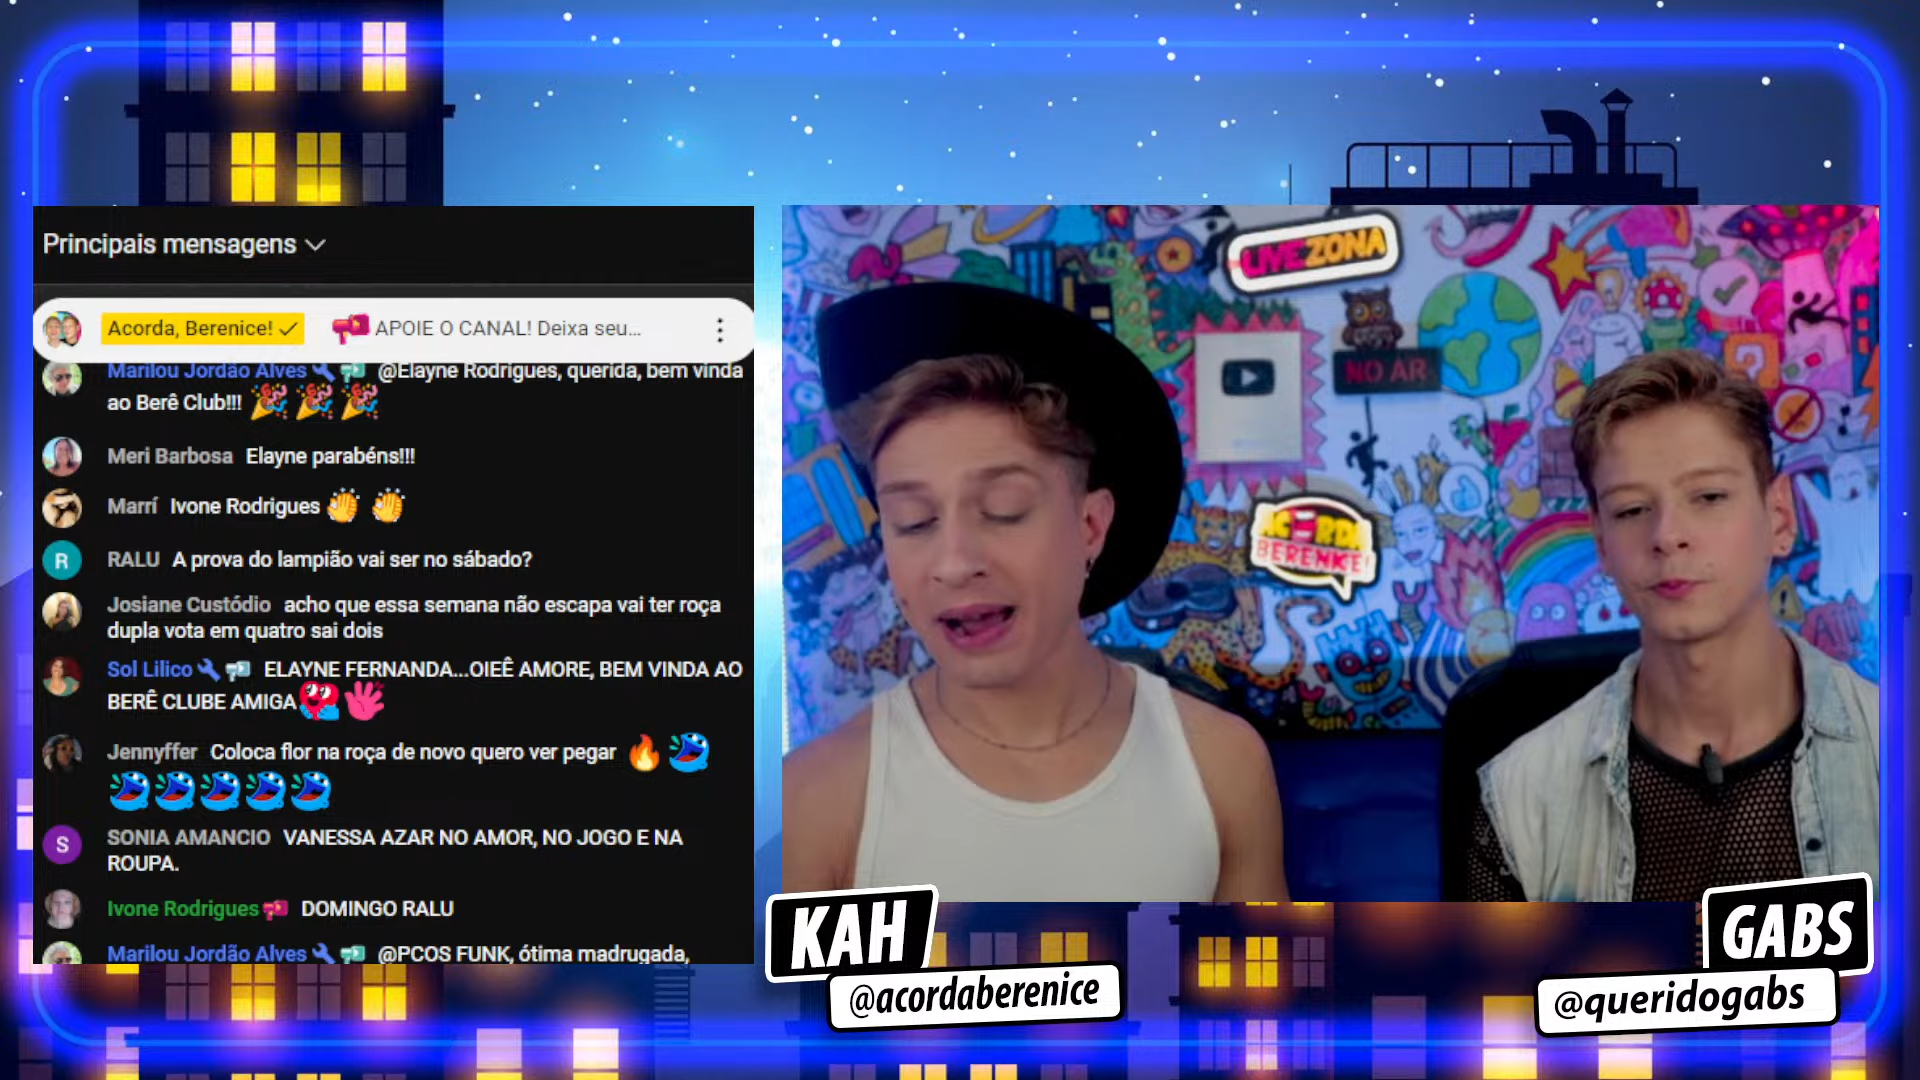 Principais mensagens
Acorda, Berenice! ✓ APOIE O CANAL! Deixa seu...
Marilou Jordão Alves @Elayne Rodrigues, querida, bem vinda
ao Berê Club!!! 🎉 🎉 🎉
Meri Barbosa Elayne parabéns!!!
Marrí Ivone Rodrigues 👏 👏
RALU A prova do lampião vai ser no sábado?
Josiane Custódio acho que essa semana não escapa vai ter roça
dupla vota em quatro sai dois
Sol Lilico ELAYNE FERNANDA...OIEÊ AMORE, BEM VINDA AO
BERÊ CLUBE AMIGA
Jennyffer Coloca flor na roça de novo quero ver pegar 🔥
R
S
SONIA AMANCIO VANESSA AZAR NO AMOR, NO JOGO E NA
ROUPA.
Ivone Rodrigues DOMINGO RALU
Marilou Jordão Alves @PCOS FUNK, ótima madrugada,
LIVEZONA
NO AR
ACORDA
BERENICE!
KAH
@acordaberenice
GABS
@queridogabs